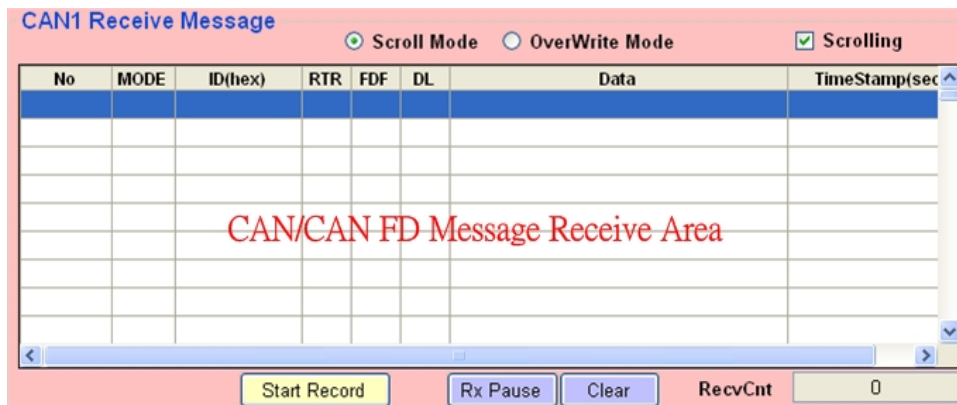 CAN1 Receive Message
Scroll Mode OverWrite Mode Scrolling
No MODE ID(hex) RTR FDF DL Data TimeStamp(sec
CAN/CAN FD Message Receive Area
Start Record Rx Pause Clear RecvCnt 0